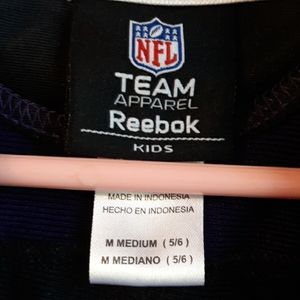 NFL
TEAM
APPAREL
Reebok
KIDS
MADE IN INDONESIA
HECHO EN INDONESIA
M MEDIUM ( 5/6 )
M MEDIANO ( 5/6 )